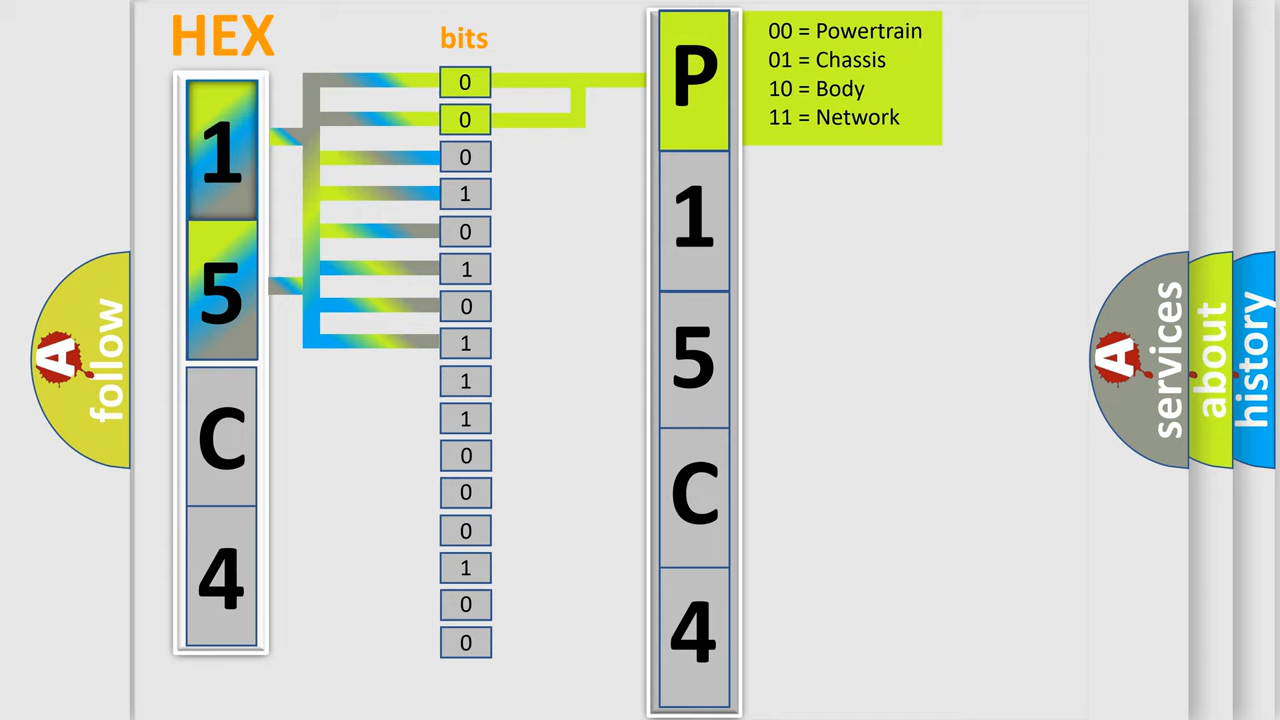 HEX
bits
1
5
C
4
0
0
0
1
0
1
0
1
1
1
0
0
0
1
0
0
P
1
5
C
4
00 = Powertrain
01 = Chassis
10 = Body
11 = Network
A
follow
A
services
about
history